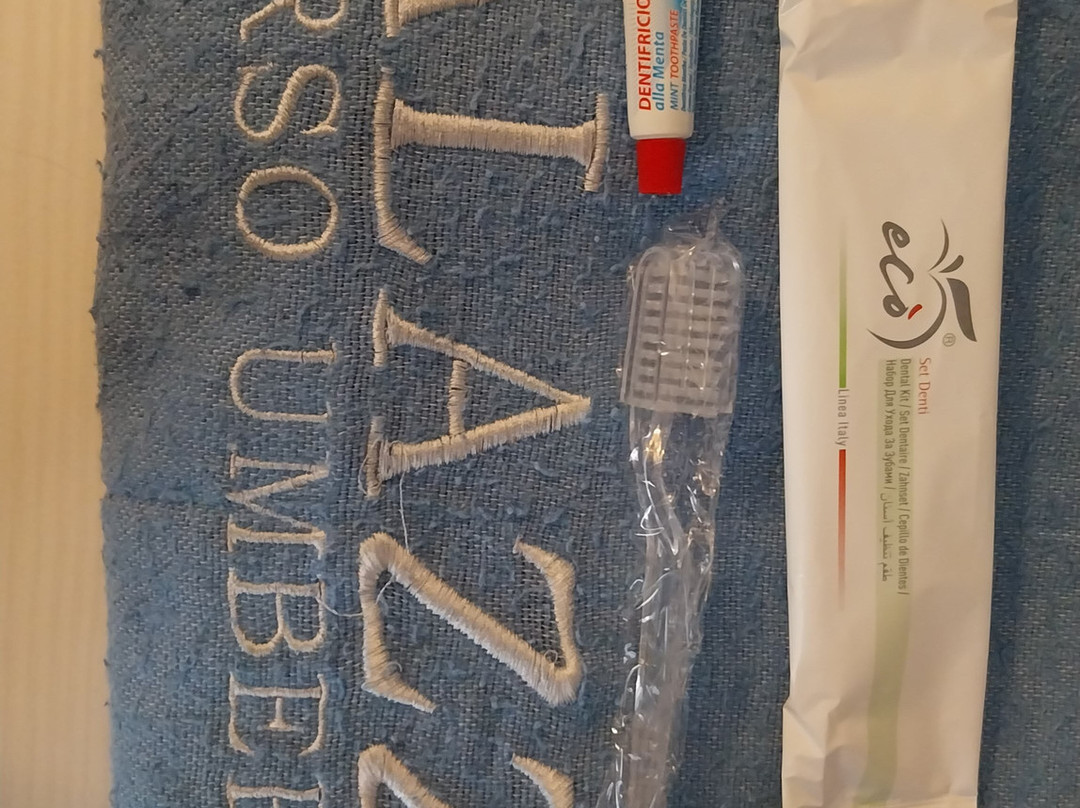 ALAZZ
RSO UMBE
DENTIFRICIO
alla Menta
MINT TOOTHPASTE
ecò®
Set Denti
Dental Kit / Set Dentaire / Zahnset / Cepillo de Dientes /
Набор Для Ухода За Зубами / طقم تنظيف أسنان
Linea Italy